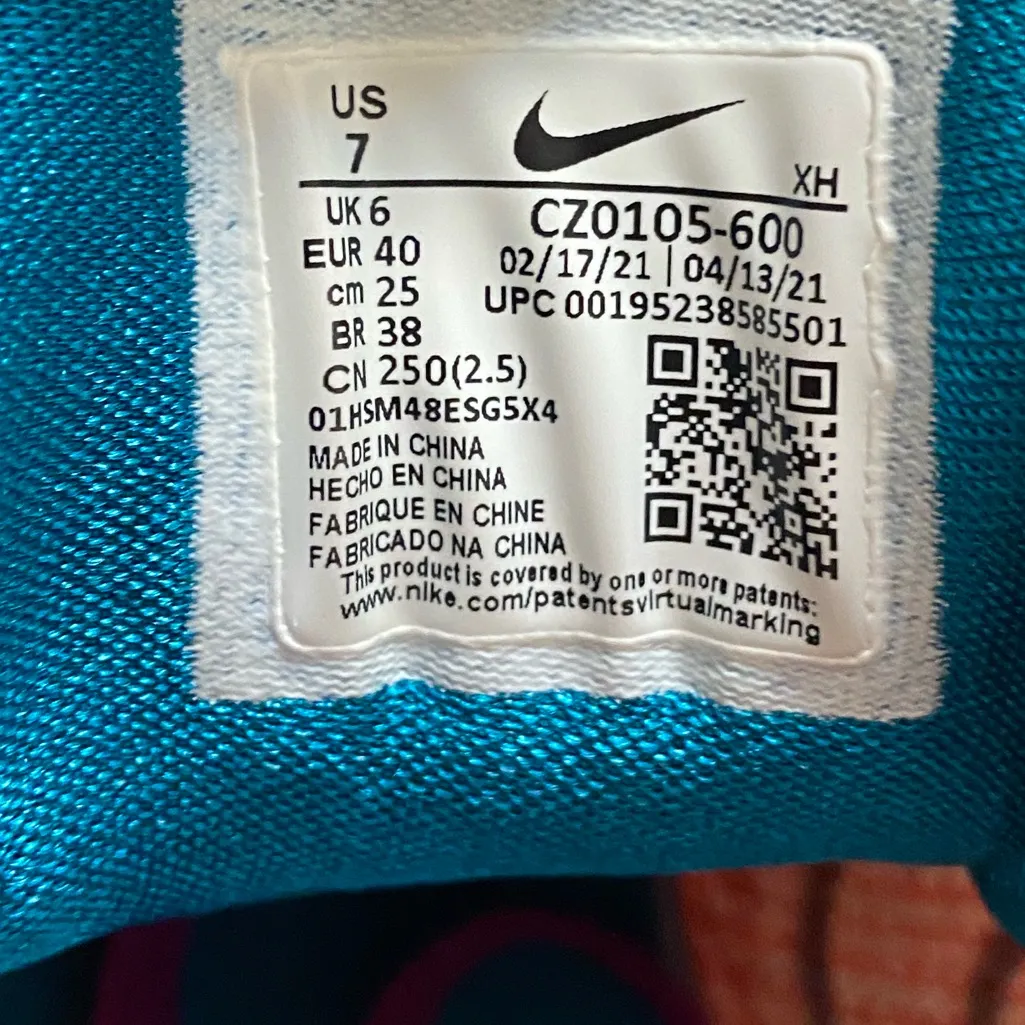 US
7
XH
UK 6
EUR 40
cm 25
BR 38
CN 250(2.5)
CZ0105-600
02/17/21 | 04/13/21
UPC 00195238585501
01HSM48ESG5X4
MADE IN CHINA
HECHO EN CHINA
FABRIQUE EN CHINE
FABRICADO NA CHINA
This product is covered by one or more patents:
www.nike.com/patentsvirtualmarking